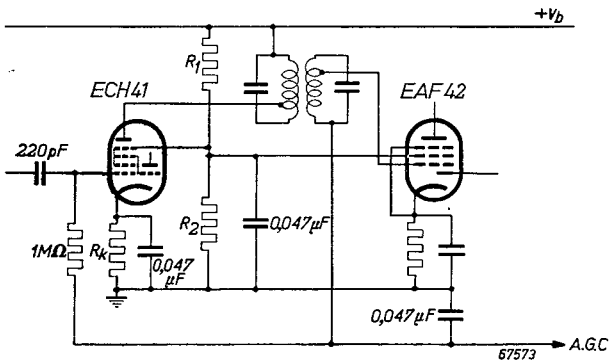 +Vb
R1
ECH41
EAF42
220pF
1MΩ
Rk
0,047
μF
R2
0,047μF
0,047μF
67573
A.G.C